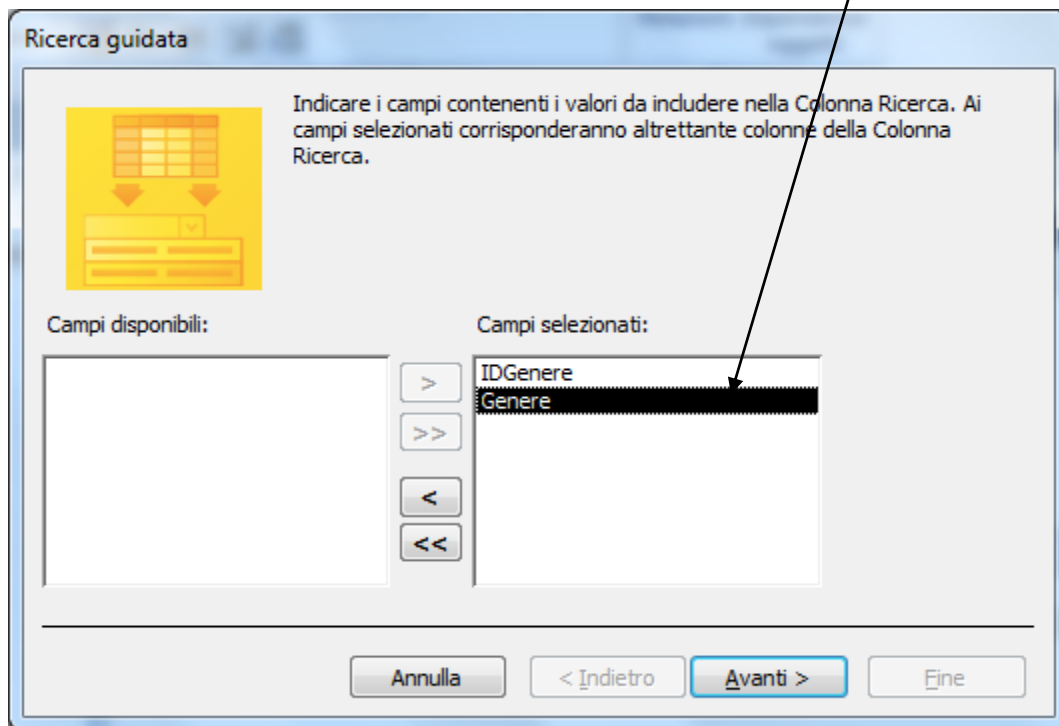 Ricerca guidata
Indicare i campi contenenti i valori da includere nella Colonna Ricerca. Ai
campi selezionati corrisponderanno altrettante colonne della Colonna
Ricerca.
Campi disponibili:
Campi selezionati:
IDGenere
Genere
>
>>
<
<<
Annulla
< Indietro
Avanti >
Fine